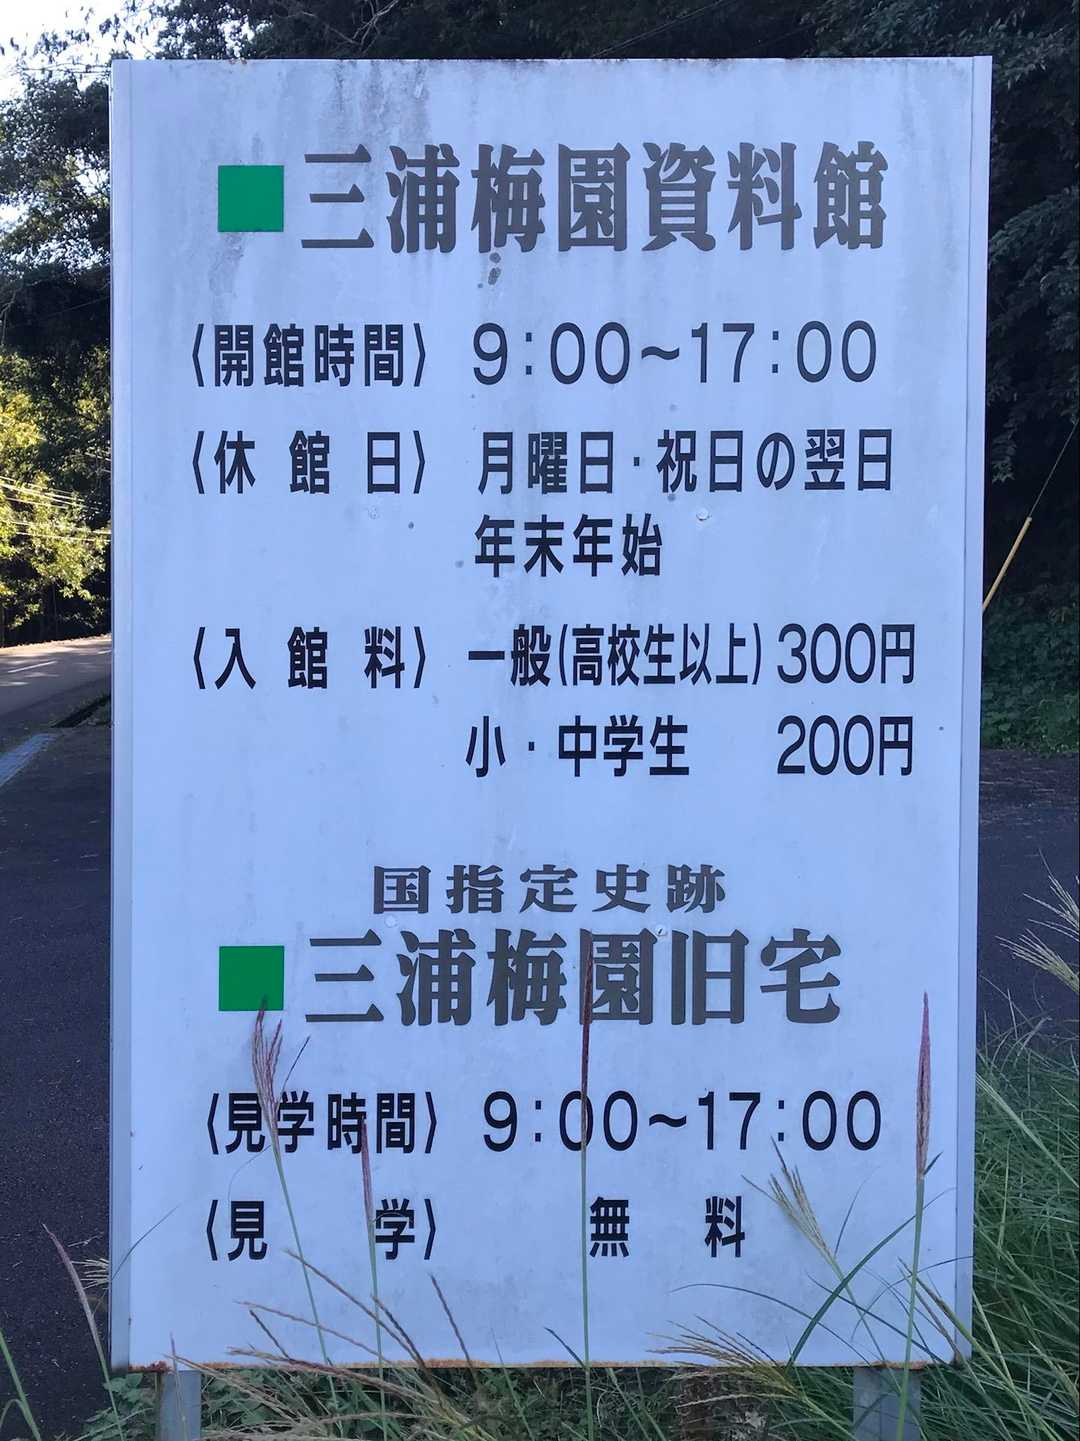 ■三浦梅園資料館
〈開館時間〉 9:00~17:00
〈休館日〉 月曜日・祝日の翌日
年末年始
〈入館料〉 一般(高校生以上) 300円
小・中学生 200円
国指定史跡
■三浦梅園旧宅
〈見学時間〉 9:00~17:00
〈見学〉 無料